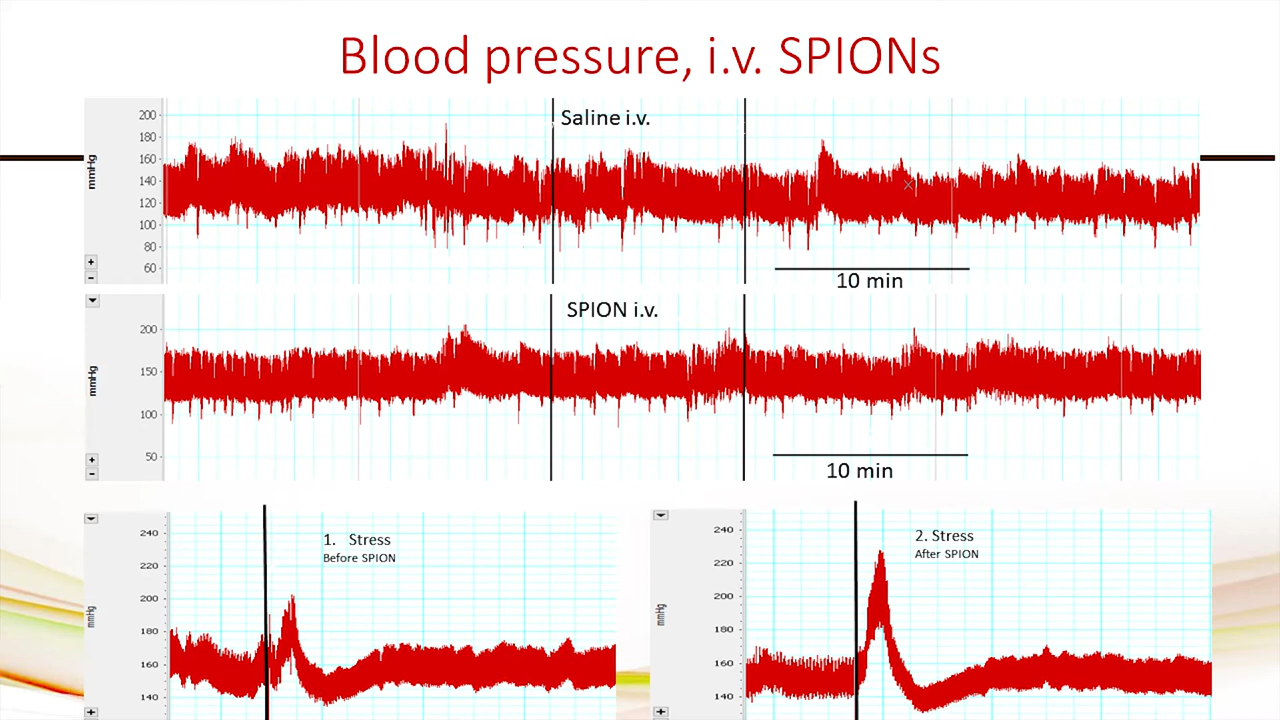 Blood pressure, i.v. SPIONs
Saline i.v.
200
180
160
140
120
100
80
60
mmHg
+
−
10 min
SPION i.v.
200
150
100
50
mmHg
+
−
10 min
1. Stress
Before SPION
240
220
200
180
160
140
mmHg
+
2. Stress
After SPION
240
220
200
180
160
140
mmHg
+